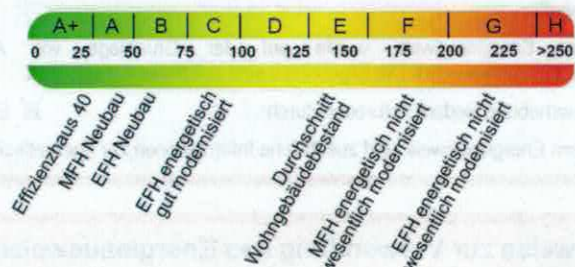 A+ A B C D E F G H
0 25 50 75 100 125 150 175 200 225 >250
Effizienzhaus 40
MFH Neubau
EFH Neubau
EFH energetisch
gut modernisiert
Durchschnitt
Wohngebäudebestand
MFH energetisch nicht
wesentlich modernisiert
EFH energetisch nicht
wesentlich modernisiert